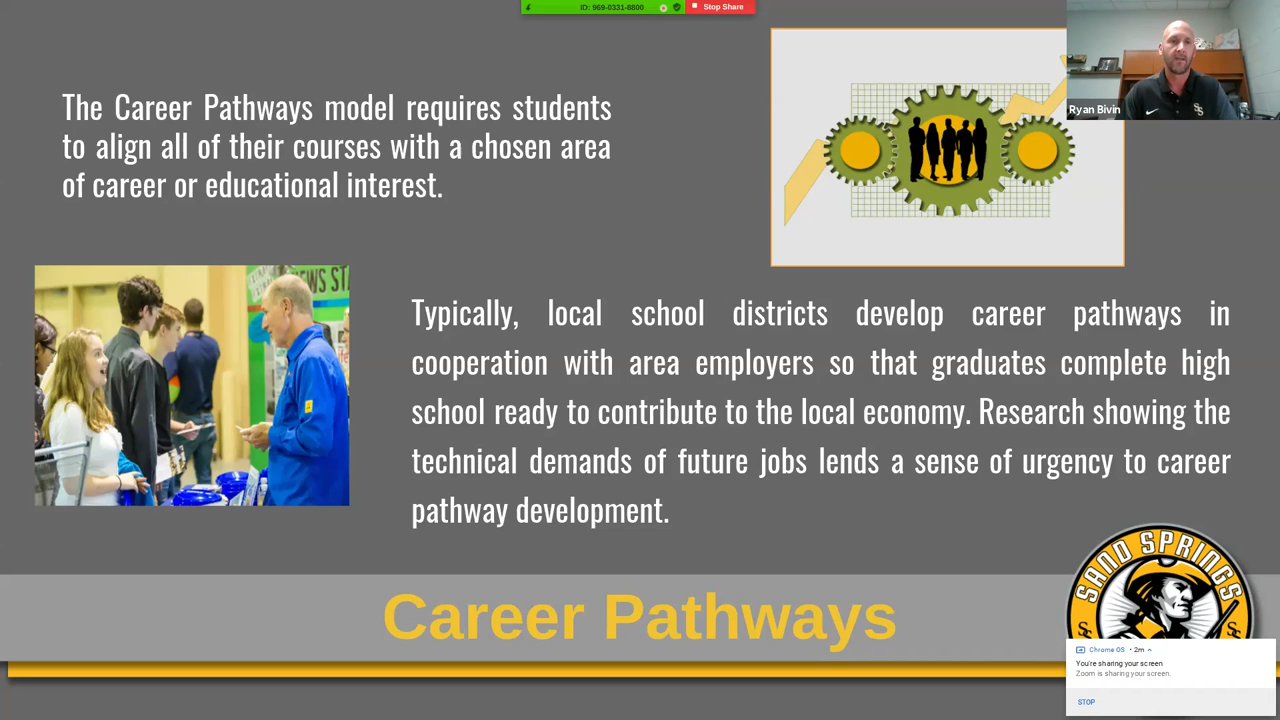 ID: 969-0331-8800
Stop Share
The Career Pathways model requires students
to align all of their courses with a chosen area
of career or educational interest.
Ryan Bivin
SS
NEWS STA
Typically, local school districts develop career pathways in
cooperation with area employers so that graduates complete high
school ready to contribute to the local economy. Research showing the
technical demands of future jobs lends a sense of urgency to career
pathway development.
SAND SPRINGS
Career Pathways
Chrome OS • 2m
You're sharing your screen
Zoom is sharing your screen.
STOP